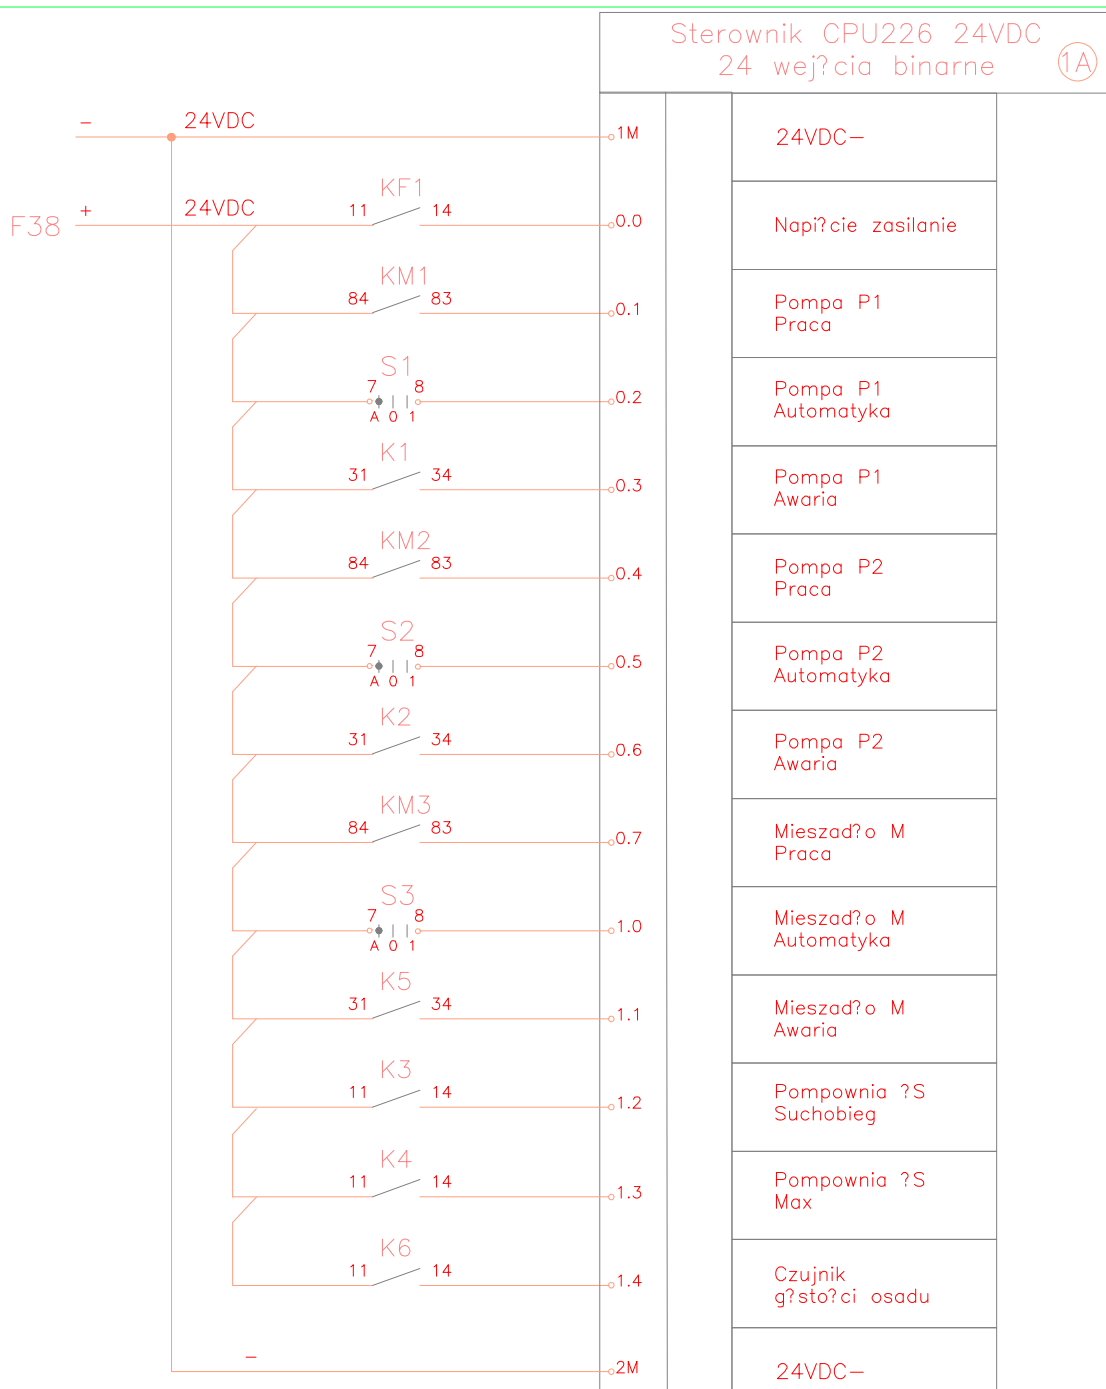 Sterownik CPU226 24VDC
24 wej?cia binarne
1A
-
24VDC
1M
24VDC-
F38
+
24VDC
KF1
11
14
0.0
Napi?cie zasilanie
KM1
84
83
0.1
Pompa P1
Praca
S1
7
8
A 0 1
0.2
Pompa P1
Automatyka
K1
31
34
0.3
Pompa P1
Awaria
KM2
84
83
0.4
Pompa P2
Praca
S2
7
8
A 0 1
0.5
Pompa P2
Automatyka
K2
31
34
0.6
Pompa P2
Awaria
KM3
84
83
0.7
Mieszad?o M
Praca
S3
7
8
A 0 1
1.0
Mieszad?o M
Automatyka
K5
31
34
1.1
Mieszad?o M
Awaria
K3
11
14
1.2
Pompownia ?S
Suchobieg
K4
11
14
1.3
Pompownia ?S
Max
K6
11
14
1.4
Czujnik
g?sto?ci osadu
-
2M
24VDC-